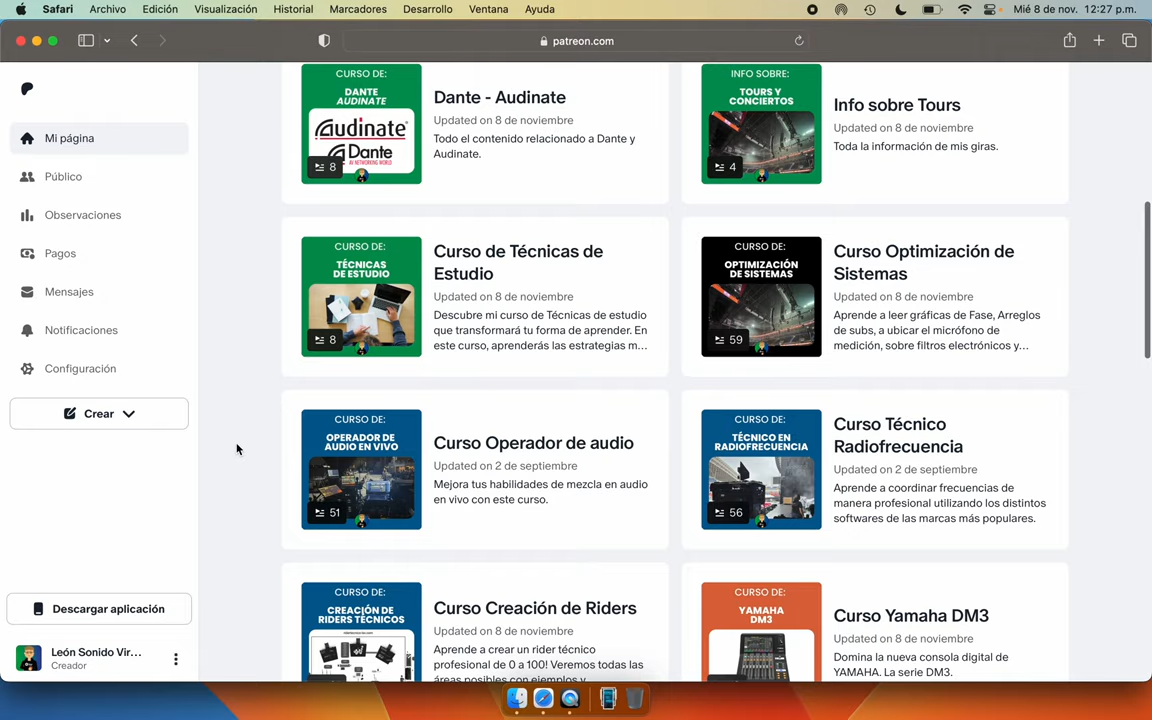 Safari Archivo Edición Visualización Historial Marcadores Desarrollo Ventana Ayuda Mié 8 de nov. 12:27 p.m.
patreon.com
Mi página
Público
Observaciones
Pagos
Mensajes
Notificaciones
Configuración
Crear
Descargar aplicación
León Sonido Vir...
Creador
CURSO DE:
DANTE
AUDINATE
Audinate
Dante
AV NETWORKING WORLD
8
Dante - Audinate
Updated on 8 de noviembre
Todo el contenido relacionado a Dante y
Audinate.
INFO SOBRE:
TOURS Y
CONCIERTOS
4
Info sobre Tours
Updated on 8 de noviembre
Toda la información de mis giras.
CURSO DE:
TÉCNICAS
DE ESTUDIO
8
Curso de Técnicas de
Estudio
Updated on 8 de noviembre
Descubre mi curso de Técnicas de estudio
que transformará tu forma de aprender. En
este curso, aprenderás las estrategias m...
CURSO DE:
OPTIMIZACIÓN
DE SISTEMAS
59
Curso Optimización de
Sistemas
Updated on 8 de noviembre
Aprende a leer gráficas de Fase, Arreglos
de subs, a ubicar el micrófono de
medición, sobre filtros electrónicos y...
CURSO DE:
OPERADOR DE
AUDIO EN VIVO
51
Curso Operador de audio
Updated on 2 de septiembre
Mejora tus habilidades de mezcla en audio
en vivo con este curso.
CURSO DE:
TÉCNICO EN
RADIOFRECUENCIA
56
Curso Técnico
Radiofrecuencia
Updated on 2 de septiembre
Aprende a coordinar frecuencias de
manera profesional utilizando los distintos
softwares de las marcas más populares.
CURSO DE:
CREACIÓN DE
RIDERS TÉCNICOS
Curso Creación de Riders
Updated on 8 de noviembre
Aprende a crear un rider técnico
profesional de 0 a 100! Veremos todas las
áreas posibles con ejemplos y
CURSO DE:
YAMAHA
DM3
Curso Yamaha DM3
Updated on 8 de noviembre
Domina la nueva consola digital de
YAMAHA. La serie DM3.